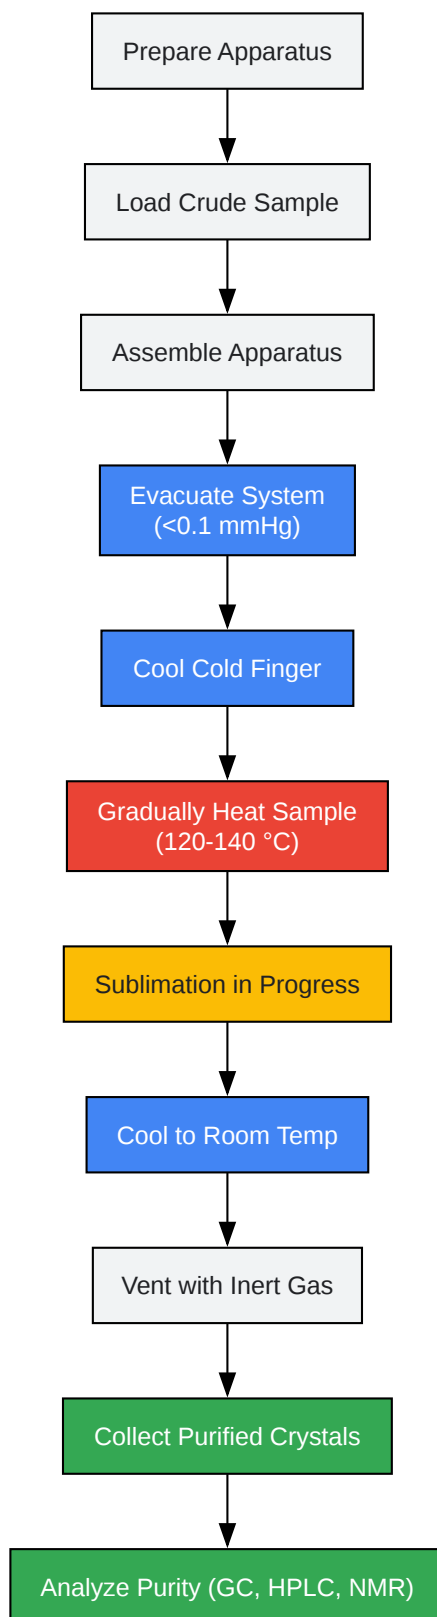 Prepare Apparatus
Load Crude Sample
Assemble Apparatus
Evacuate System
(<0.1 mmHg)
Cool Cold Finger
Gradually Heat Sample
(120-140 °C)
Sublimation in Progress
Cool to Room Temp
Vent with Inert Gas
Collect Purified Crystals
Analyze Purity (GC, HPLC, NMR)